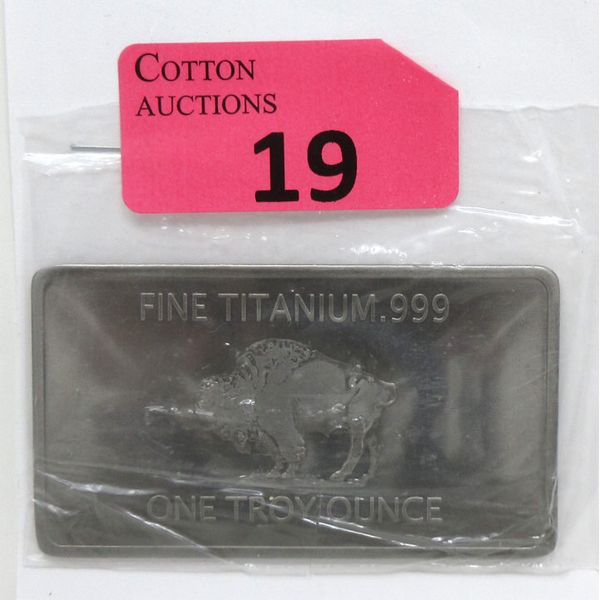 COTTON
AUCTIONS
19
FINE TITANIUM.999
ONE TROY OUNCE